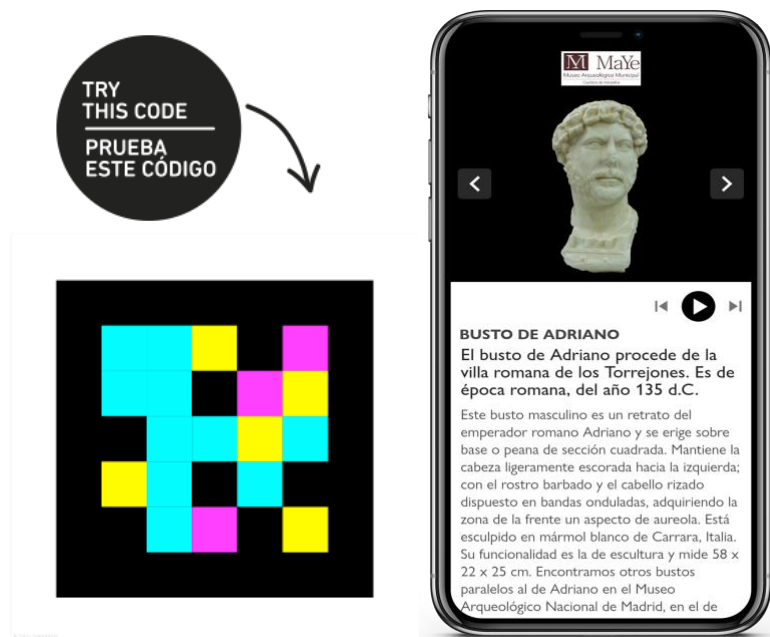 TRY
THIS CODE
PRUEBA
ESTE CÓDIGO
MaYe
Museo Arqueológico Municipal
BUSTO DE ADRIANO
El busto de Adriano procede de la
villa romana de los Torrejones. Es de
época romana, del año 135 d.C.
Este busto masculino es un retrato del
emperador romano Adriano y se erige sobre
base o peana de sección cuadrada. Mantiene la
cabeza ligeramente escorada hacia la izquierda;
con el rostro barbado y el cabello rizado
dispuesto en bandas onduladas, adquiriendo la
zona de la frente un aspecto de aureola. Está
esculpido en mármol blanco de Carrara, Italia.
Su funcionalidad es la de escultura y mide 58 x
22 x 25 cm. Encontramos otros bustos
paralelos al de Adriano en el Museo
Arqueológico Nacional de Madrid, en el de